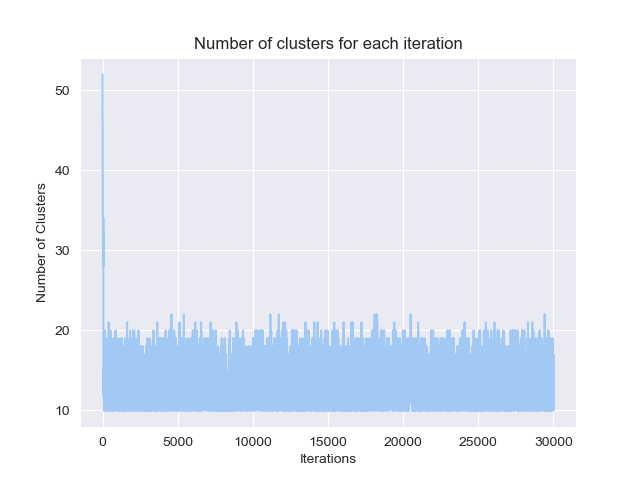 Number of clusters for each iteration
50
40
30
20
10
Number of Clusters
0 5000 10000 15000 20000 25000 30000
Iterations